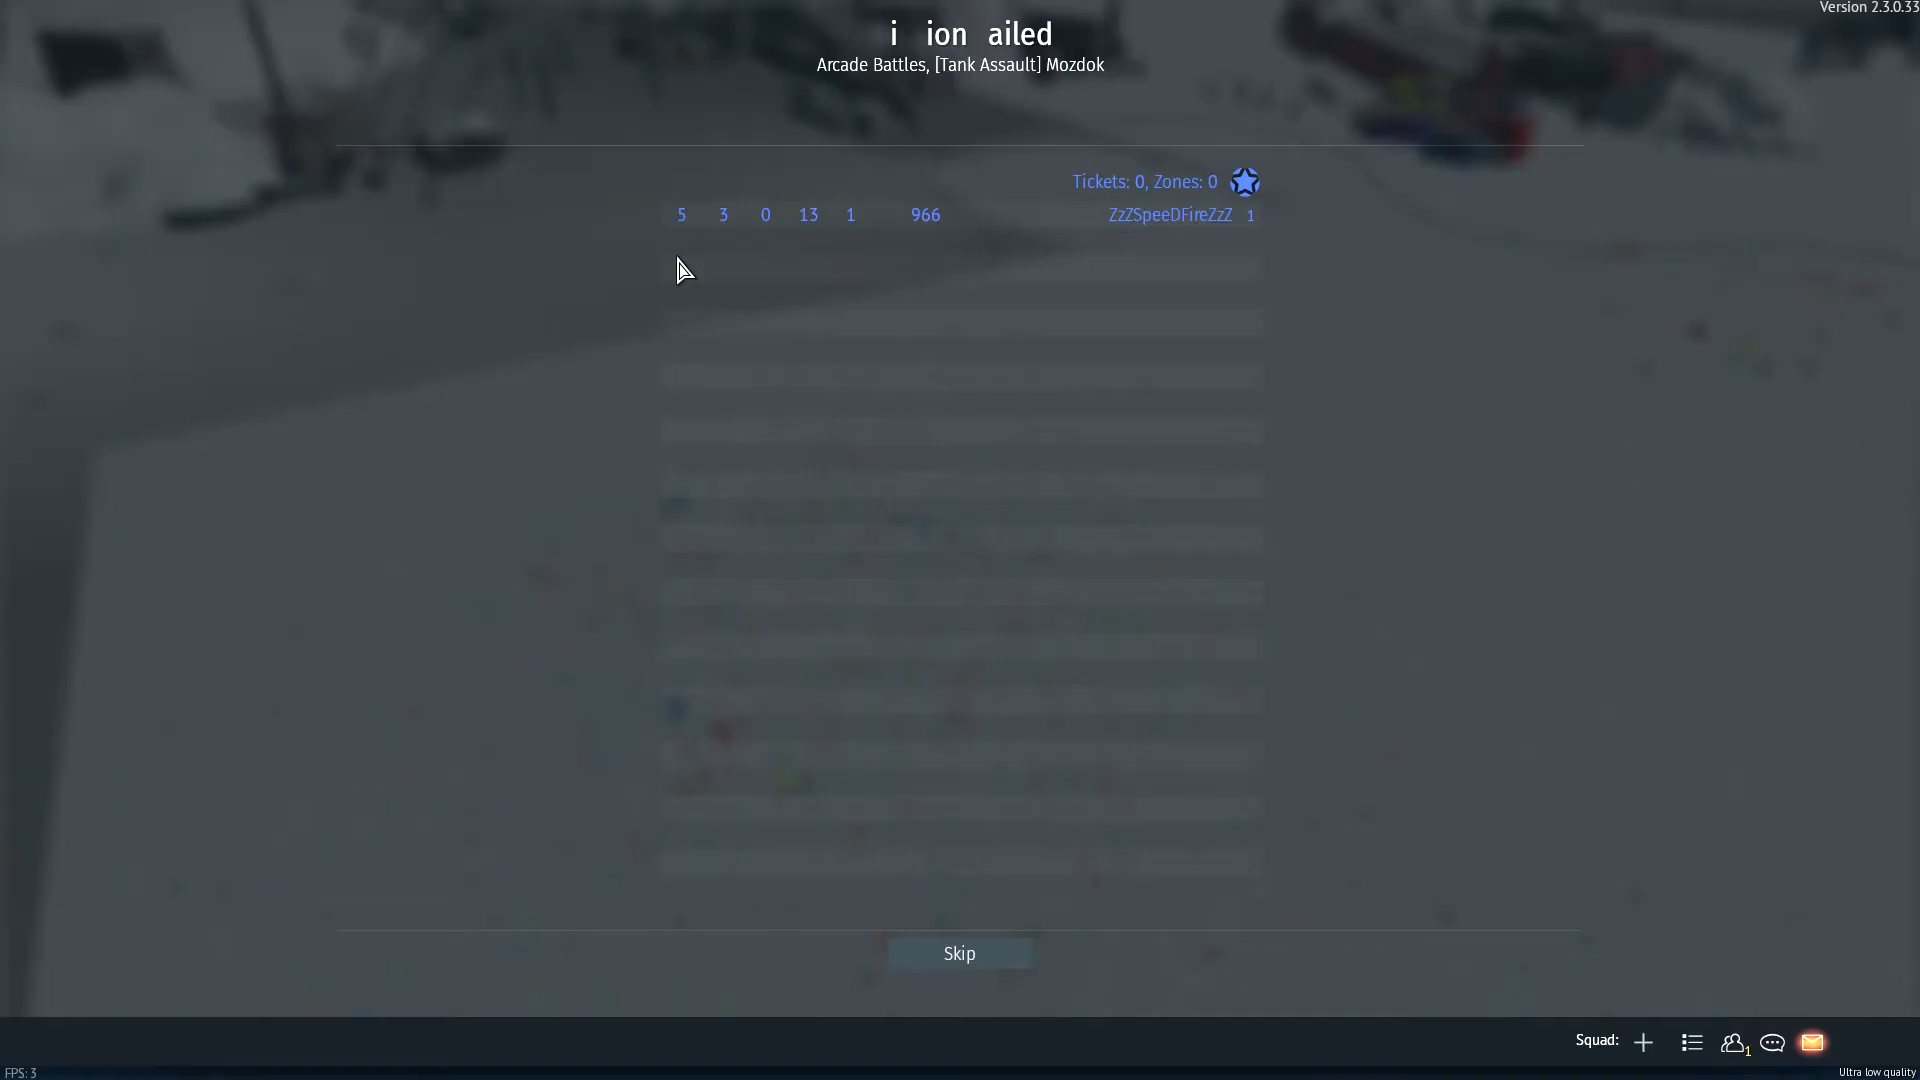 Version 2.3.0.33
i ion ailed
Arcade Battles, [Tank Assault] Mozdok
Tickets: 0, Zones: 0
5 3 0 13 1 966 ZzZSpeeDFireZzZ 1
Skip
Squad:
1
FPS: 3
Ultra low quality